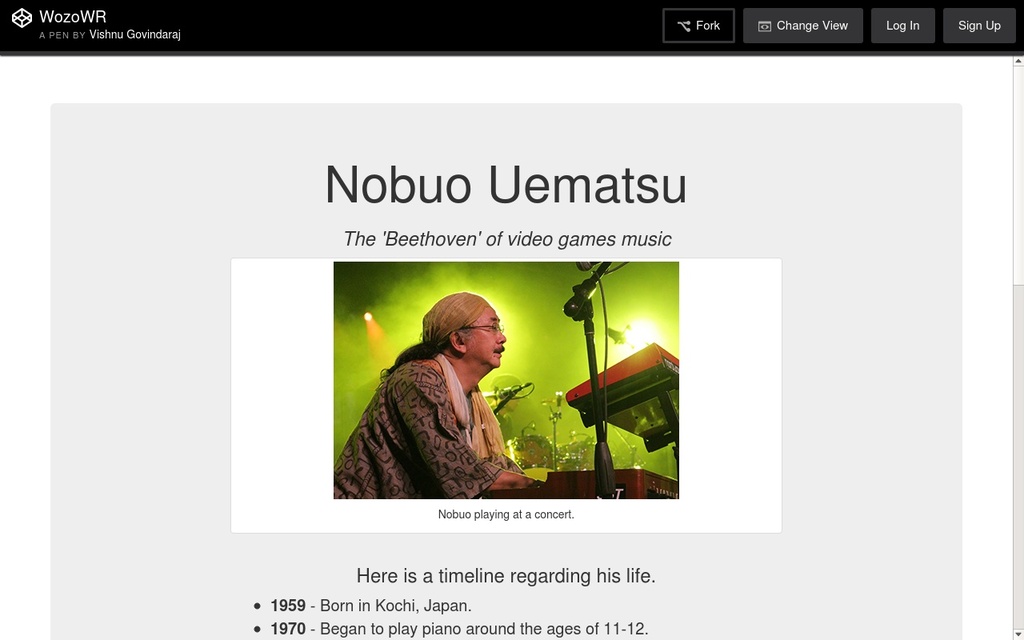 WozoWR
A PEN BY Vishnu Govindaraj
Fork
Change View
Log In
Sign Up
Nobuo Uematsu
The 'Beethoven' of video games music
Nobuo playing at a concert.
Here is a timeline regarding his life.
• 1959 - Born in Kochi, Japan.
• 1970 - Began to play piano around the ages of 11-12.